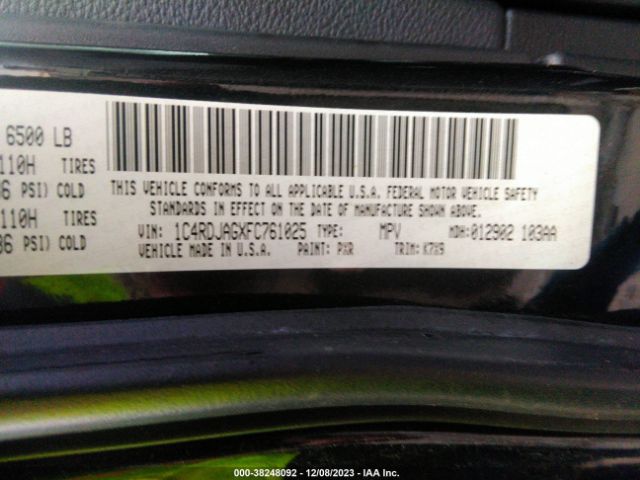 6500 LB
110H TIRES
36 PSI) COLD
110H TIRES
36 PSI) COLD
THIS VEHICLE CONFORMS TO ALL APPLICABLE U.S.A. FEDERAL MOTOR VEHICLE SAFETY
STANDARDS IN EFFECT ON THE DATE OF MANUFACTURE SHOWN ABOVE.
VIN: 1C4RDJAGXFC761025 TYPE: MPV MDH: 012902 103AA
VEHICLE MADE IN U.S.A. PAINT: PXR TRIM: K7X9
000-38248092 - 12/08/2023 - IAA Inc.